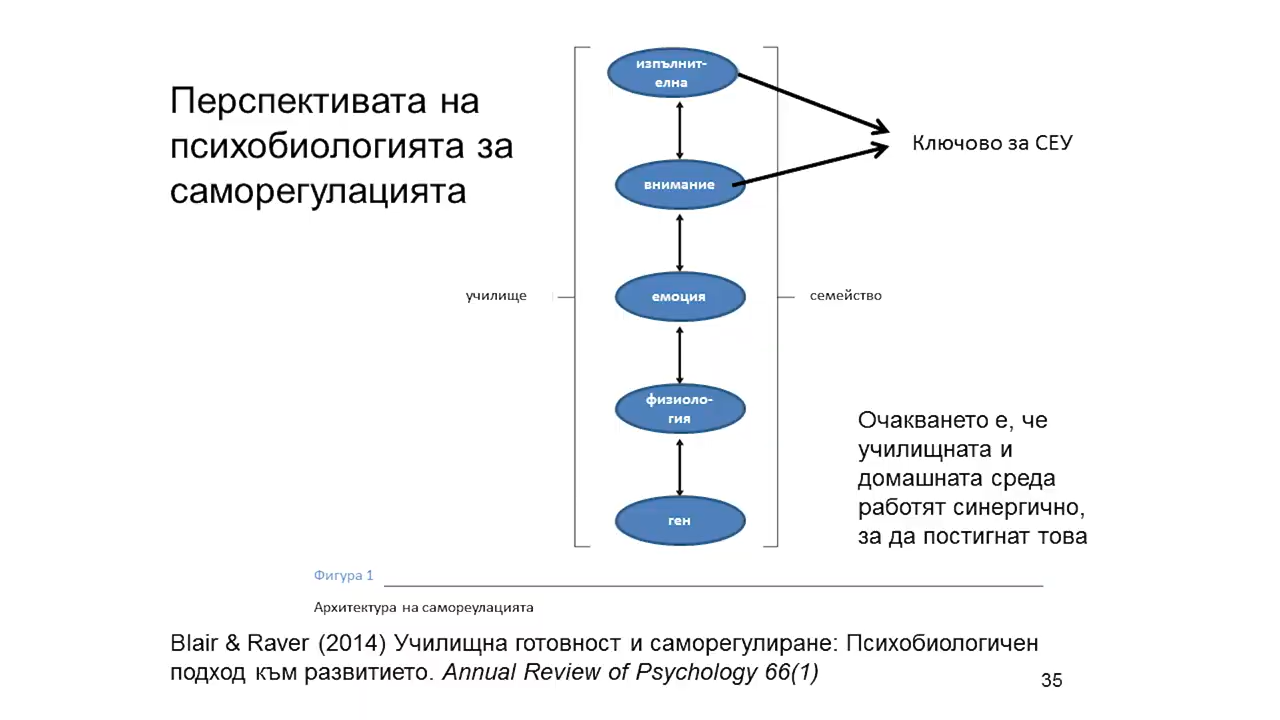 Перспективата на
психобиологията за
саморегулацията
изпълнит-
елна
внимание
емоция
физиоло-
гия
ген
училище
семейство
Ключово за СЕУ
Очакването е, че
училищната и
домашната среда
работят синергично,
за да постигнат това
Фигура 1
Архитектура на самореулацията
Blair & Raver (2014) Училищна готовност и саморегулиране: Психобиологичен
подход към развитието. Annual Review of Psychology 66(1)
35